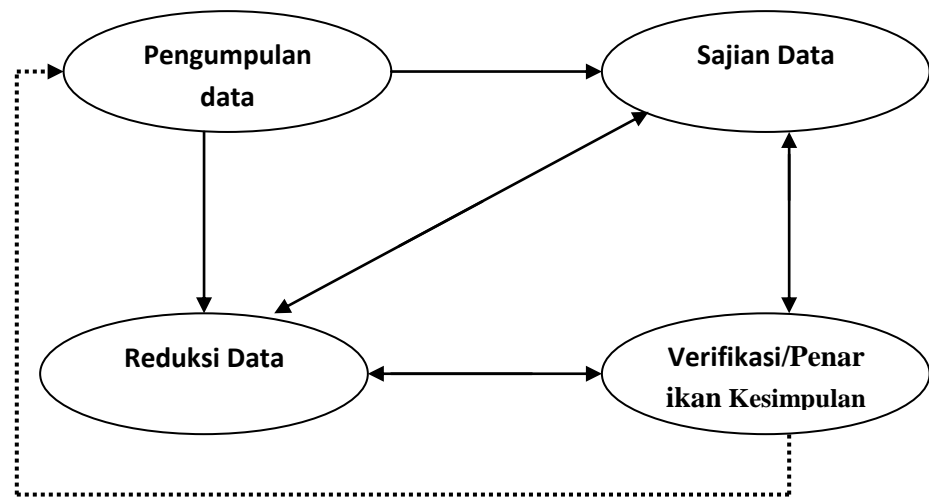 Pengumpulan
data
Sajian Data
Reduksi Data
Verifikasi/Penar
ikan Kesimpulan